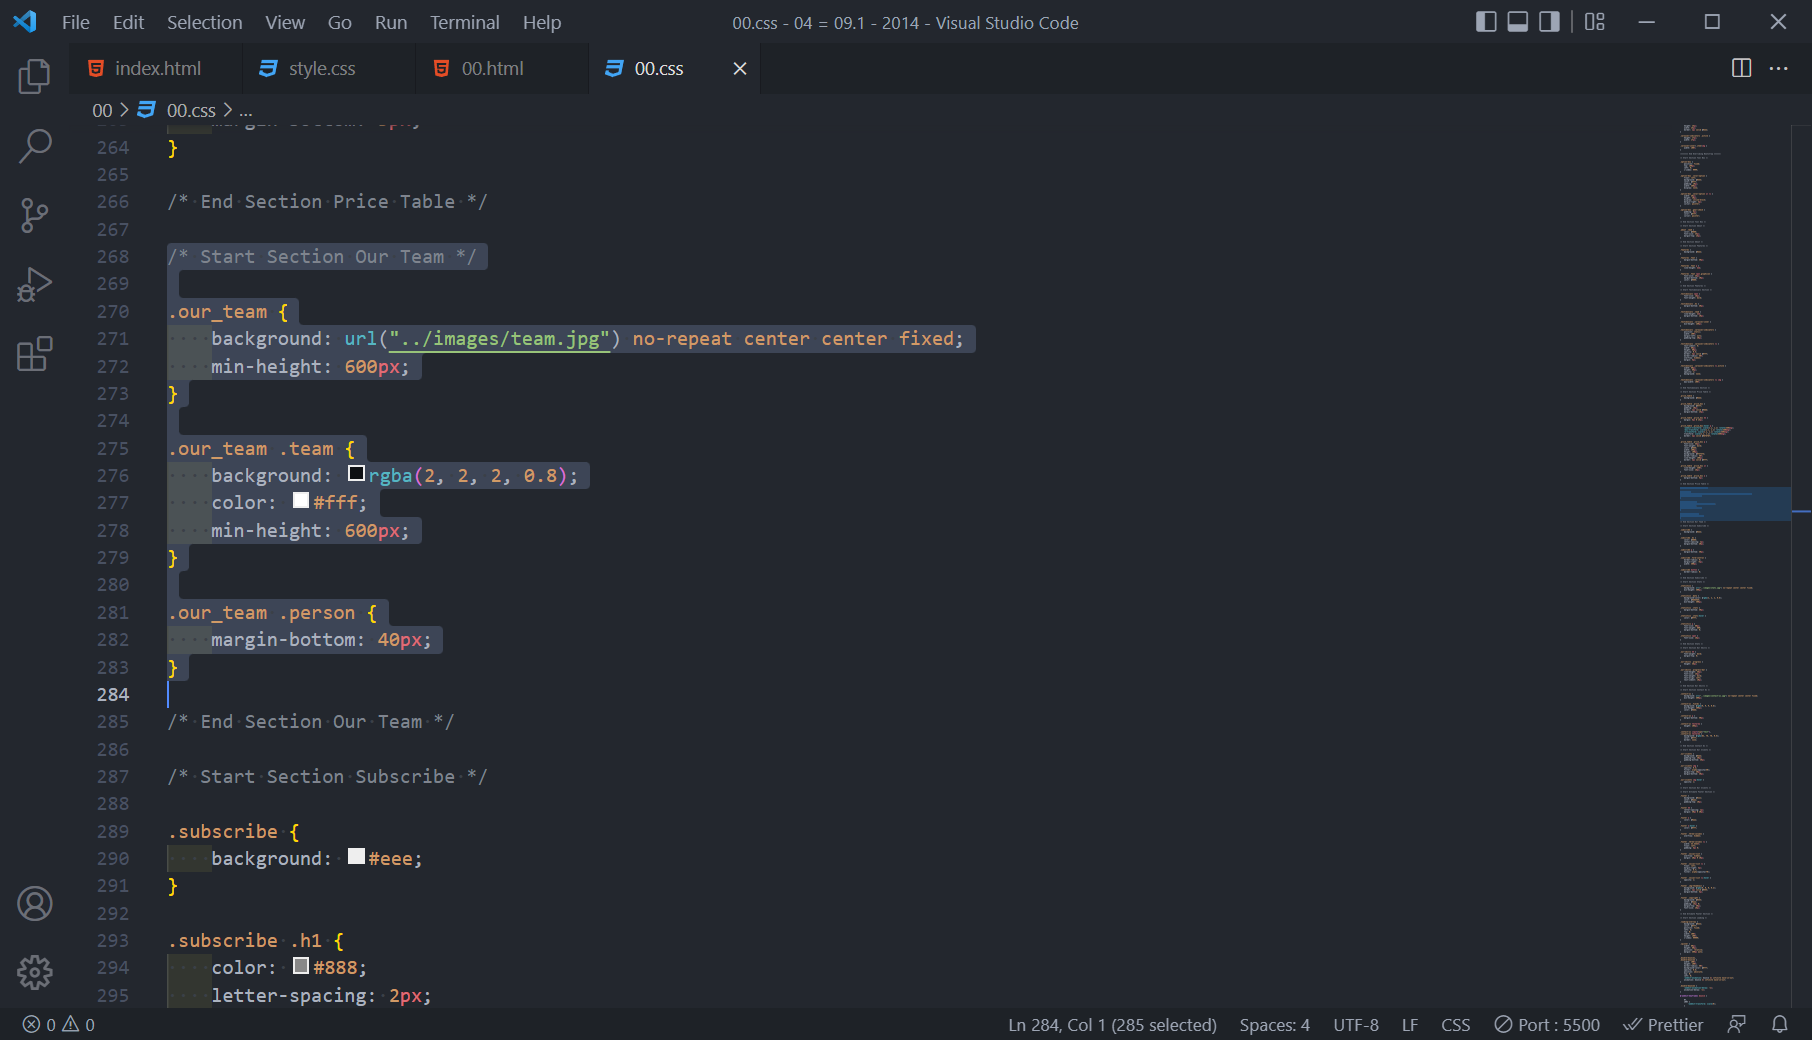 File Edit Selection View Go Run Terminal Help 00.css - 04 = 09.1 - 2014 - Visual Studio Code
index.html style.css 00.html 00.css
00 > 00.css > ...
264 }
265
266 /* End Section Price Table */
267
268 /* Start Section Our Team */
269
270 .our_team {
271 background: url("../images/team.jpg") no-repeat center center fixed;
272 min-height: 600px;
273 }
274
275 .our_team .team {
276 background: rgba(2, 2, 2, 0.8);
277 color: #fff;
278 min-height: 600px;
279 }
280
281 .our_team .person {
282 margin-bottom: 40px;
283 }
284
285 /* End Section Our Team */
286
287 /* Start Section Subscribe */
288
289 .subscribe {
290 background: #eee;
291 }
292
293 .subscribe .h1 {
294 color: #888;
295 letter-spacing: 2px;
0 0 Ln 284, Col 1 (285 selected) Spaces: 4 UTF-8 LF CSS Port : 5500 Prettier